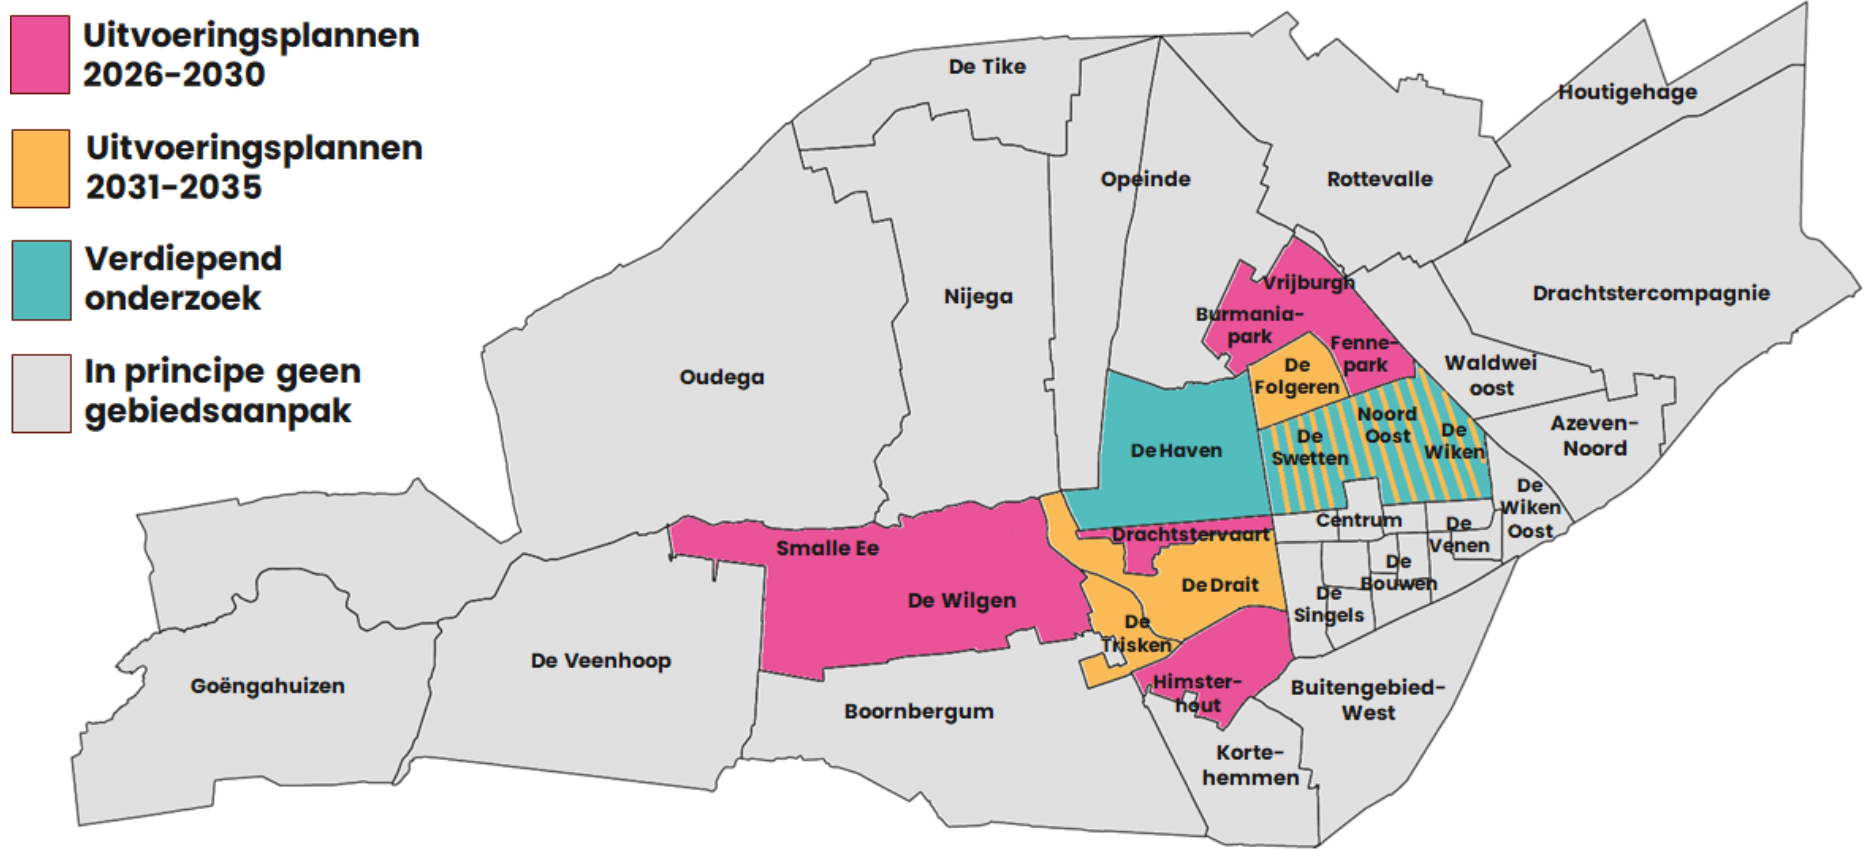 Uitvoeringsplannen
2026-2030
Uitvoeringsplannen
2031-2035
Verdiepend
onderzoek
In principe geen
gebiedsaanpak
De Tike
Houtigehage
Opeinde
Rottevalle
Vrijburgh
Drachtstercompagnie
Nijega
Burmania-
park
Fenne-
park
De
Folgeren
Waldwei
oost
Oudega
Noord
Oost
De
Wiken
De
Swetten
De Haven
Azeven-
Noord
De
Wiken
Oost
Centrum
De
Venen
Drachtstervaart
Smalle Ee
De
Bouwen
De Drait
De Wilgen
De
Singels
De
Trisken
De Veenhoop
Goëngahuizen
Himster-
hout
Buitengebied-
West
Boornbergum
Korte-
hemmen